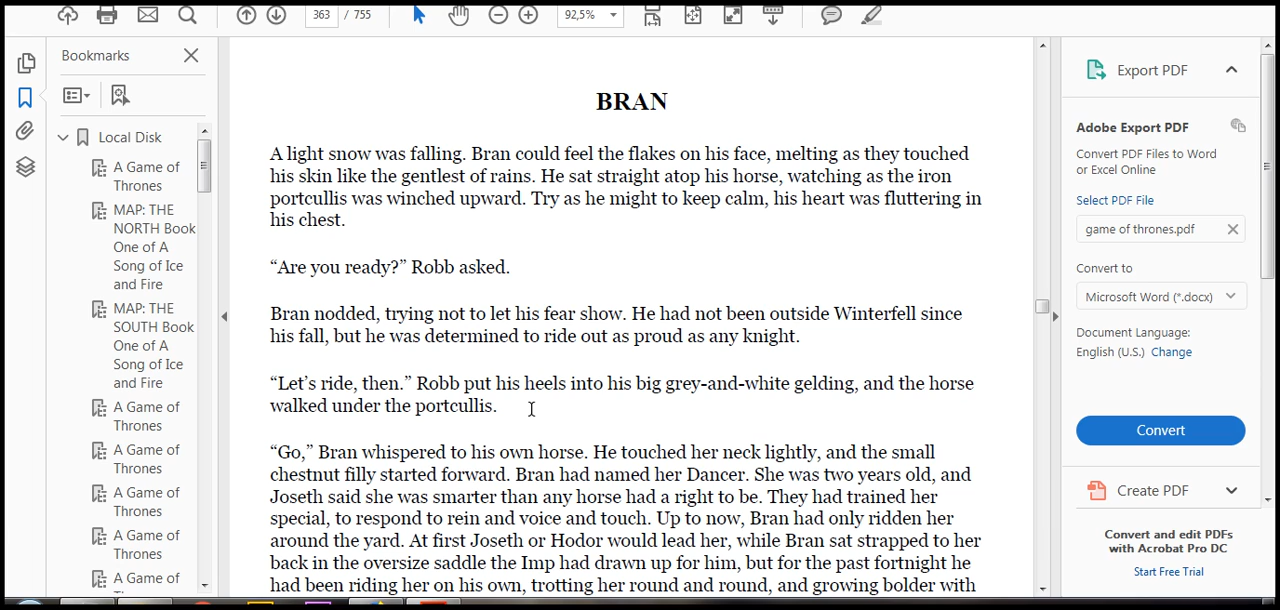 363 / 755
92,5%
Bookmarks
Local Disk
A Game of
Thrones
MAP: THE
NORTH Book
One of A
Song of Ice
and Fire
MAP: THE
SOUTH Book
One of A
Song of Ice
and Fire
A Game of
Thrones
A Game of
Thrones
A Game of
Thrones
A Game of
Thrones
A Game of
BRAN
A light snow was falling. Bran could feel the flakes on his face, melting as they touched
his skin like the gentlest of rains. He sat straight atop his horse, watching as the iron
portcullis was winched upward. Try as he might to keep calm, his heart was fluttering in
his chest.
“Are you ready?” Robb asked.
Bran nodded, trying not to let his fear show. He had not been outside Winterfell since
his fall, but he was determined to ride out as proud as any knight.
“Let’s ride, then.” Robb put his heels into his big grey-and-white gelding, and the horse
walked under the portcullis.
“Go,” Bran whispered to his own horse. He touched her neck lightly, and the small
chestnut filly started forward. Bran had named her Dancer. She was two years old, and
Joseth said she was smarter than any horse had a right to be. They had trained her
special, to respond to rein and voice and touch. Up to now, Bran had only ridden her
around the yard. At first Joseth or Hodor would lead her, while Bran sat strapped to her
back in the oversize saddle the Imp had drawn up for him, but for the past fortnight he
had been riding her on his own, trotting her round and round, and growing bolder with
Export PDF
Adobe Export PDF
Convert PDF Files to Word
or Excel Online
Select PDF File
game of thrones.pdf
Convert to
Microsoft Word (*.docx)
Document Language:
English (U.S.) Change
Convert
Create PDF
Convert and edit PDFs
with Acrobat Pro DC
Start Free Trial